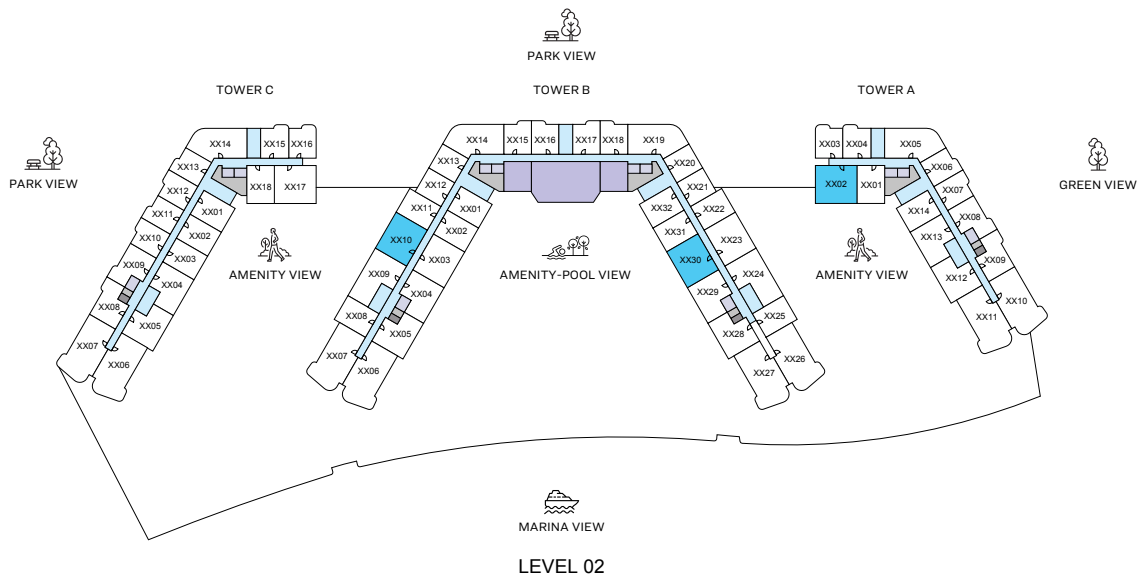 PARK VIEW
TOWER C
TOWER B
TOWER A
PARK VIEW
GREEN VIEW
XX14
XX15
XX16
XX13
XX18
XX17
XX12
XX01
XX11
XX02
XX10
XX03
XX09
XX04
XX08
XX05
XX07
XX06
AMENITY VIEW
XX14
XX15
XX16
XX17
XX18
XX19
XX13
XX20
XX12
XX21
XX11
XX01
XX32
XX22
XX10
XX02
XX31
XX23
XX03
XX30
XX09
XX24
XX04
XX29
XX08
XX25
XX05
XX28
XX07
XX26
XX06
XX27
AMENITY-POOL VIEW
XX03
XX04
XX05
XX02
XX01
XX06
XX07
XX14
XX08
XX13
XX09
XX12
XX10
XX11
AMENITY VIEW
MARINA VIEW
LEVEL 02